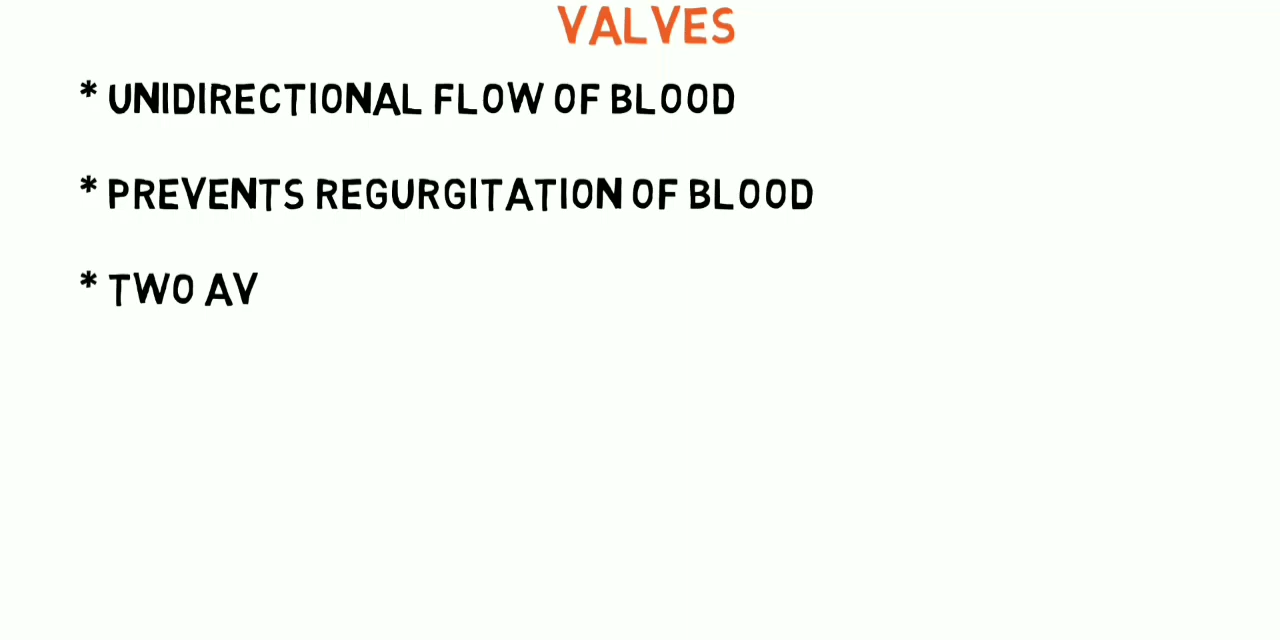 VALVES
* UNIDIRECTIONAL FLOW OF BLOOD
* PREVENTS REGURGITATION OF BLOOD
* TWO AV